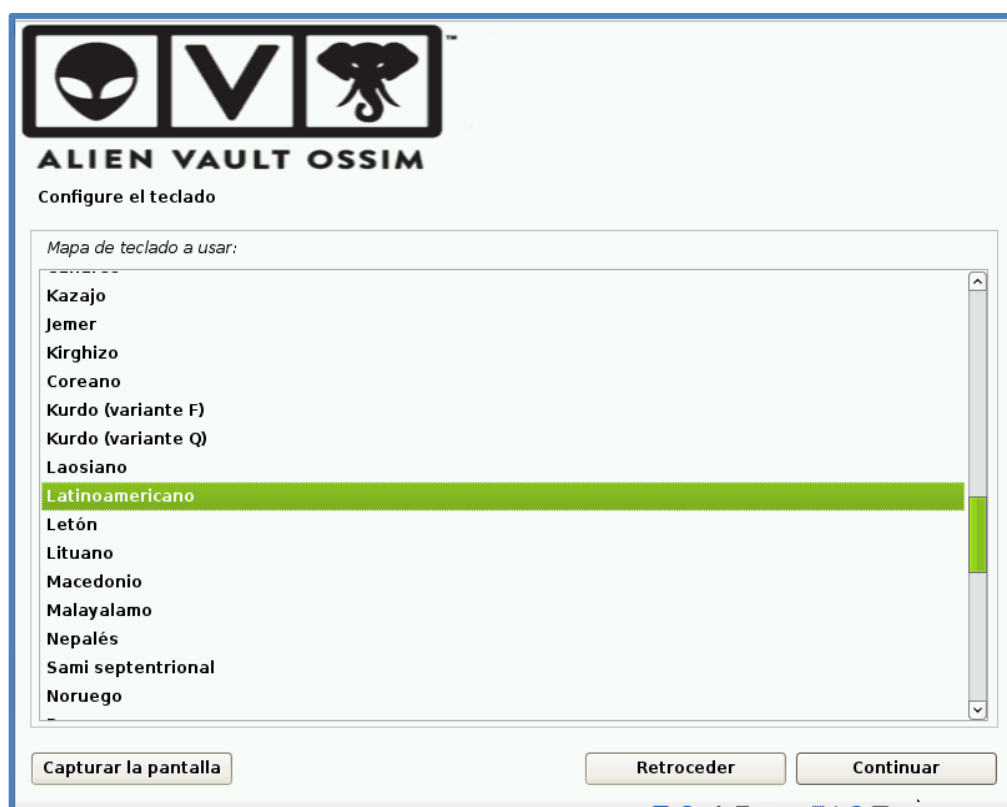 ALIEN VAULT OSSIM
Configure el teclado
Mapa de teclado a usar:
Kazajo
Jemer
Kirghizo
Coreano
Kurdo (variante F)
Kurdo (variante Q)
Laosiano
Latinoamericano
Letón
Lituano
Macedonio
Malayalamo
Nepalés
Sami septentrional
Noruego
Capturar la pantalla
Retroceder
Continuar